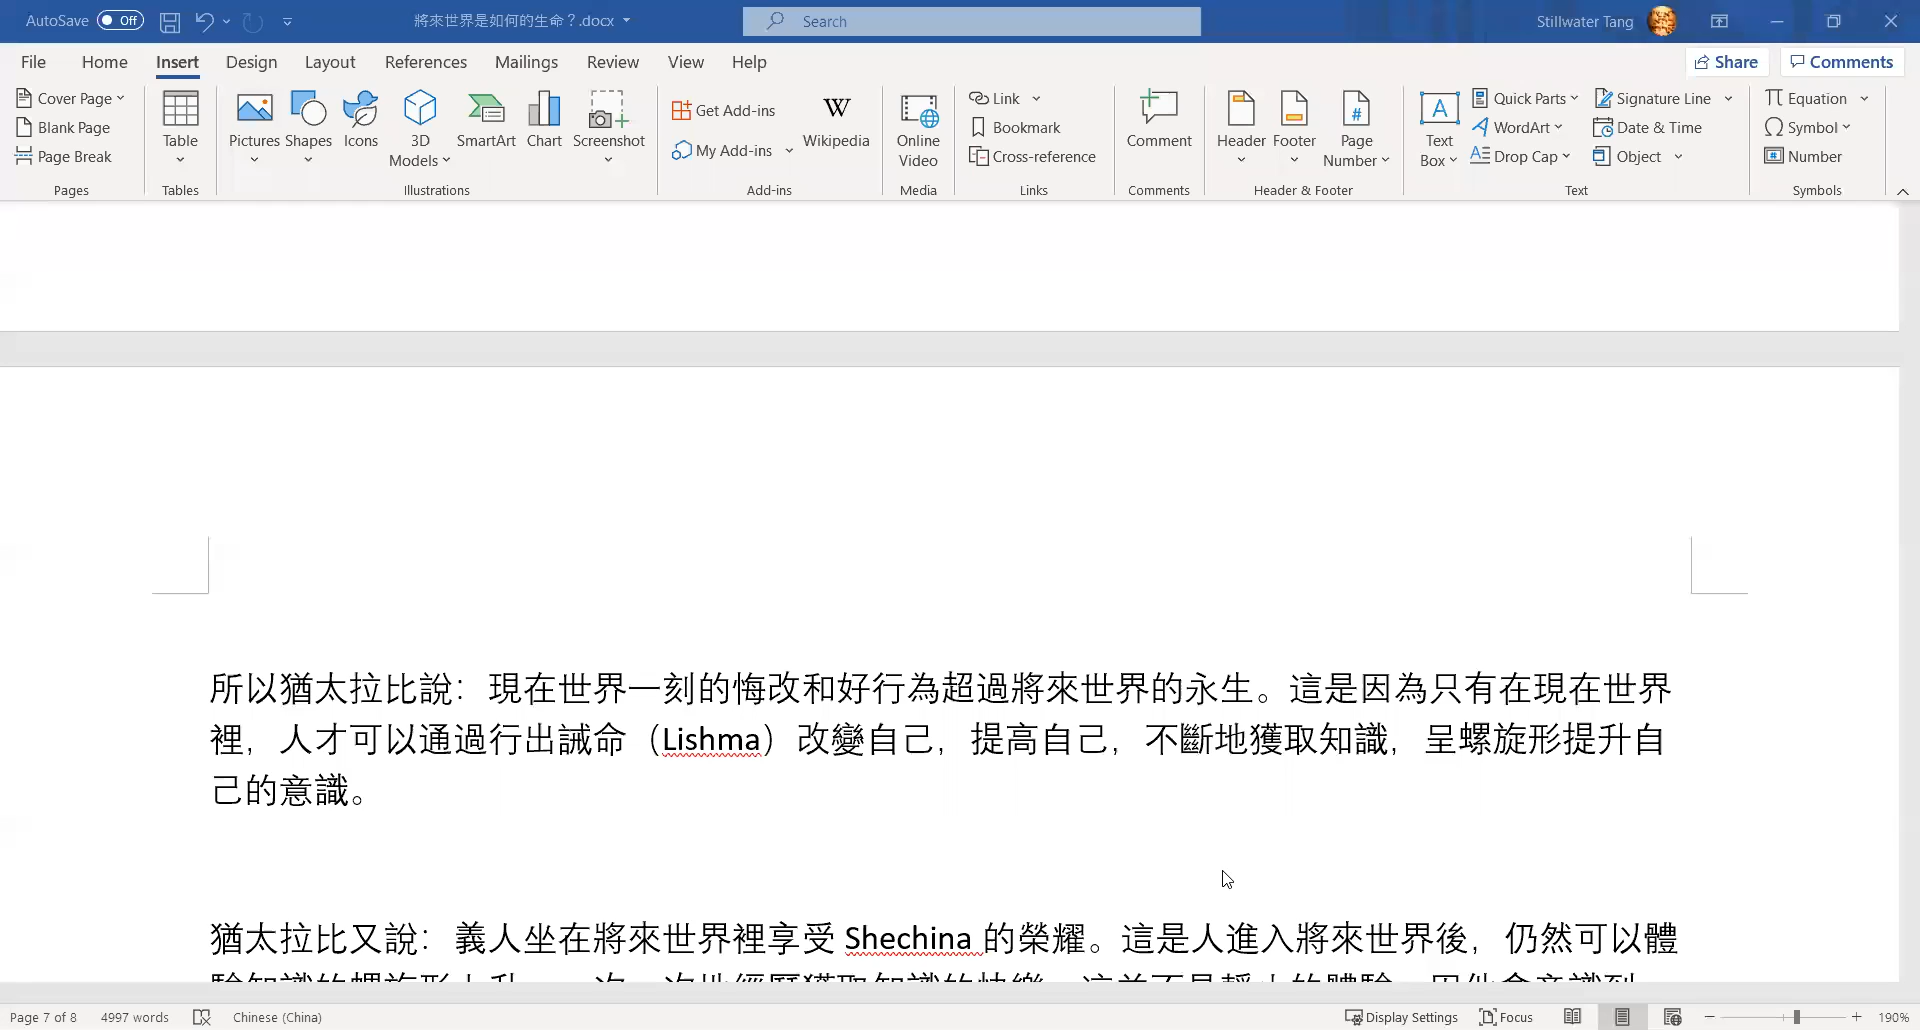 AutoSave Off 將來世界是如何的生命？.docx Search Stillwater Tang
File Home Insert Design Layout References Mailings Review View Help Share Comments
Cover Page
Blank Page
Page Break
Pages
Table
Tables
Pictures Shapes Icons 3D Models SmartArt Chart Screenshot
Illustrations
Get Add-ins
My Add-ins
W Wikipedia
Add-ins
Online Video
Media
Link
Bookmark
Cross-reference
Links
Comment
Comments
Header Footer Page Number
Header & Footer
A Text Box
Quick Parts
WordArt
Drop Cap
Signature Line
Date & Time
Object
Text
Equation
Symbol
Number
Symbols
所以猶太拉比說：現在世界一刻的悔改和好行為超過將來世界的永生。這是因為只有在現在世界
裡，人才可以通過行出誡命（Lishma）改變自己，提高自己，不斷地獲取知識，呈螺旋形提升自
己的意識。
猶太拉比又說：義人坐在將來世界裡享受 Shechina 的榮耀。這是人進入將來世界後，仍然可以體
Page 7 of 8 4997 words Chinese (China) Display Settings Focus 190%